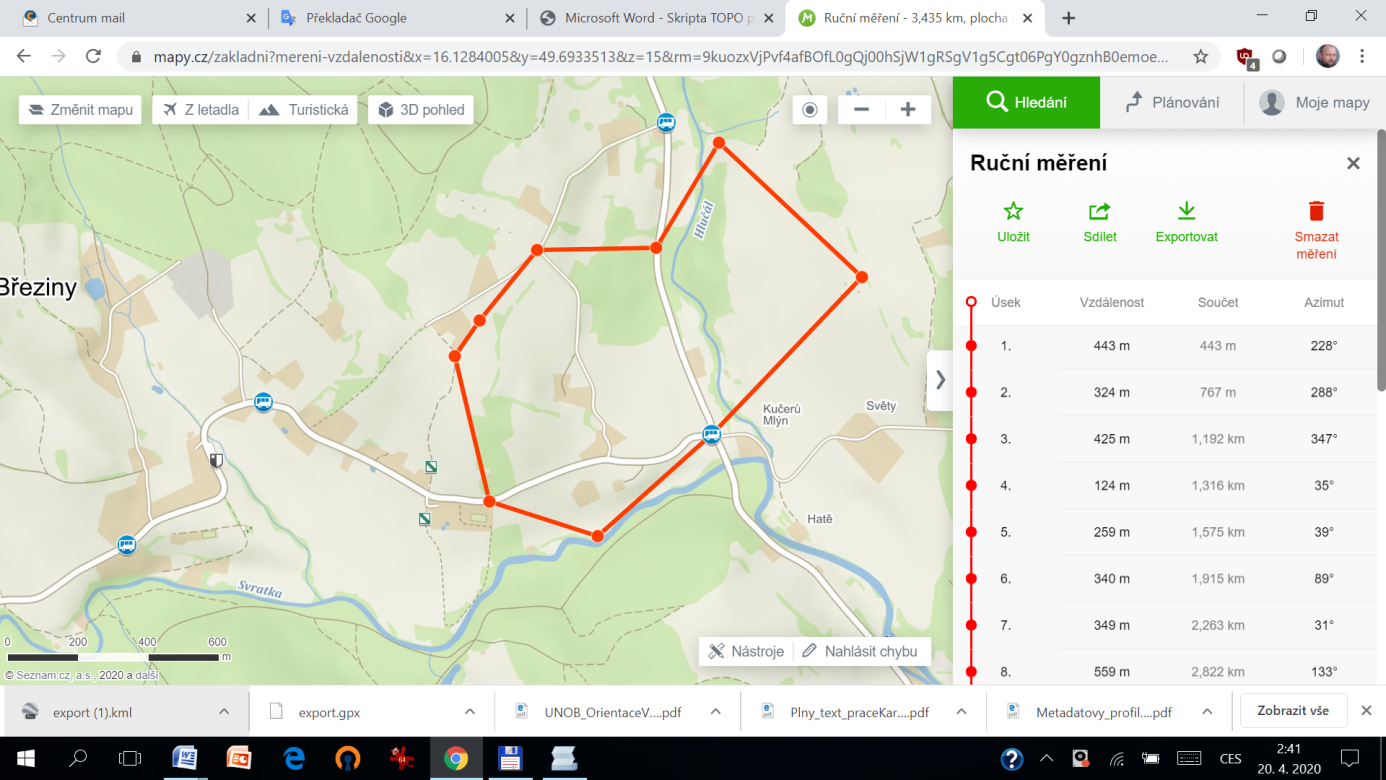 Centrum mail
Překladač Google
Microsoft Word - Skripta TOPO p
Ruční měření - 3,435 km, plocha
mapy.cz/zakladni?mereni-vzdalenosti&x=16.1284005&y=49.6933513&z=15&rm=9kuozxVjPvf4afBOfL0gQj00hSjW1gRSgV1g5Cgt06PgY0gznhB0emoe...
4
Změnit mapu
Z letadla
Turistická
3D pohled
Hledání
Plánování
Moje mapy
Ruční měření
Uložit
Sdílet
Exportovat
Smazat
měření
Úsek Vzdálenost Součet Azimut
1. 443 m 443 m 228°
2. 324 m 767 m 288°
3. 425 m 1,192 km 347°
4. 124 m 1,316 km 35°
5. 259 m 1,575 km 39°
6. 340 m 1,915 km 89°
7. 349 m 2,263 km 31°
8. 559 m 2,822 km 133°
Hlučál
Březiny
Kučerů
Mlýn
Světy
Hatě
Svratka
0 200 400 600
m
© Seznam.cz, a.s., 2020 a další
Nástroje
Nahlásit chybu
export (1).kml
export.gpx
UNOB_OrientaceV....pdf
Plny_text_praceKar....pdf
Metadatovy_profil....pdf
Zobrazit vše
64
CES
2:41
20. 4. 2020